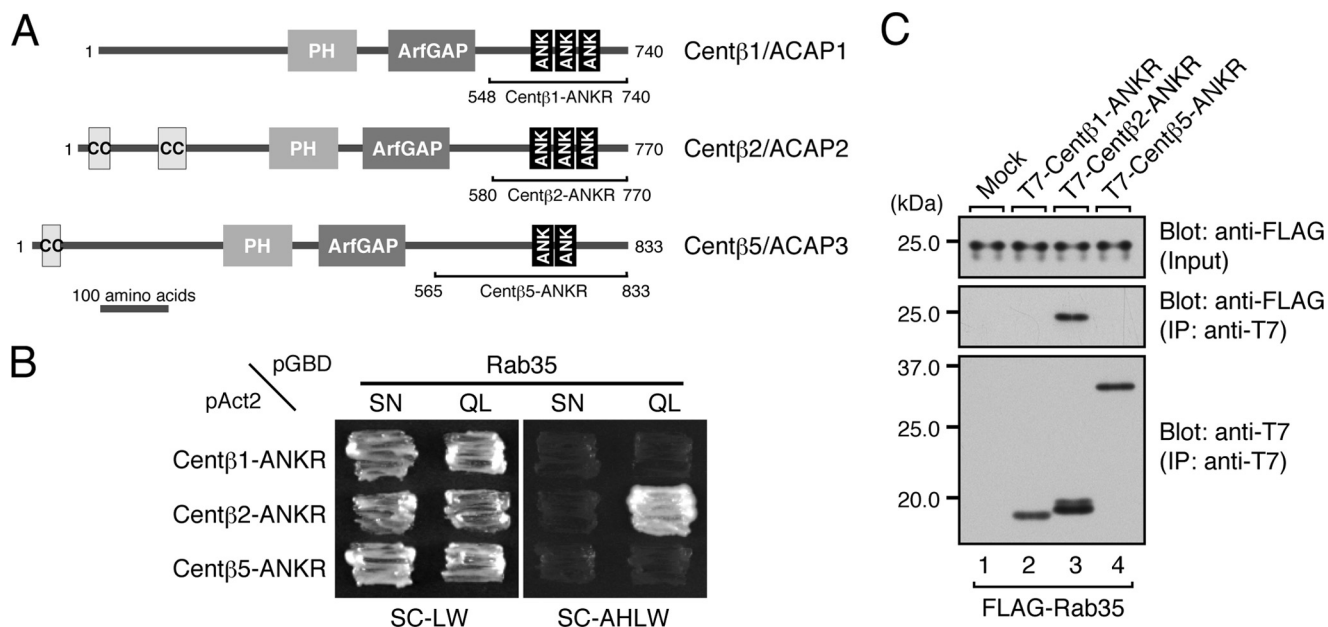 A
1 PH ArfGAP ANK ANK ANK 740 Centβ1/ACAP1
548 Centβ1-ANKR 740
1 CC CC PH ArfGAP ANK ANK ANK 770 Centβ2/ACAP2
580 Centβ2-ANKR 770
1 CC PH ArfGAP ANK ANK 833 Centβ5/ACAP3
565 Centβ5-ANKR 833
100 amino acids
B
pGBD
pAct2
Rab35
SN QL SN QL
Centβ1-ANKR
Centβ2-ANKR
Centβ5-ANKR
SC-LW SC-AHLW
C
Mock
T7-Centβ1-ANKR
T7-Centβ2-ANKR
T7-Centβ5-ANKR
(kDa)
25.0
Blot: anti-FLAG
(Input)
25.0
Blot: anti-FLAG
(IP: anti-T7)
37.0
25.0
20.0
Blot: anti-T7
(IP: anti-T7)
1 2 3 4
FLAG-Rab35